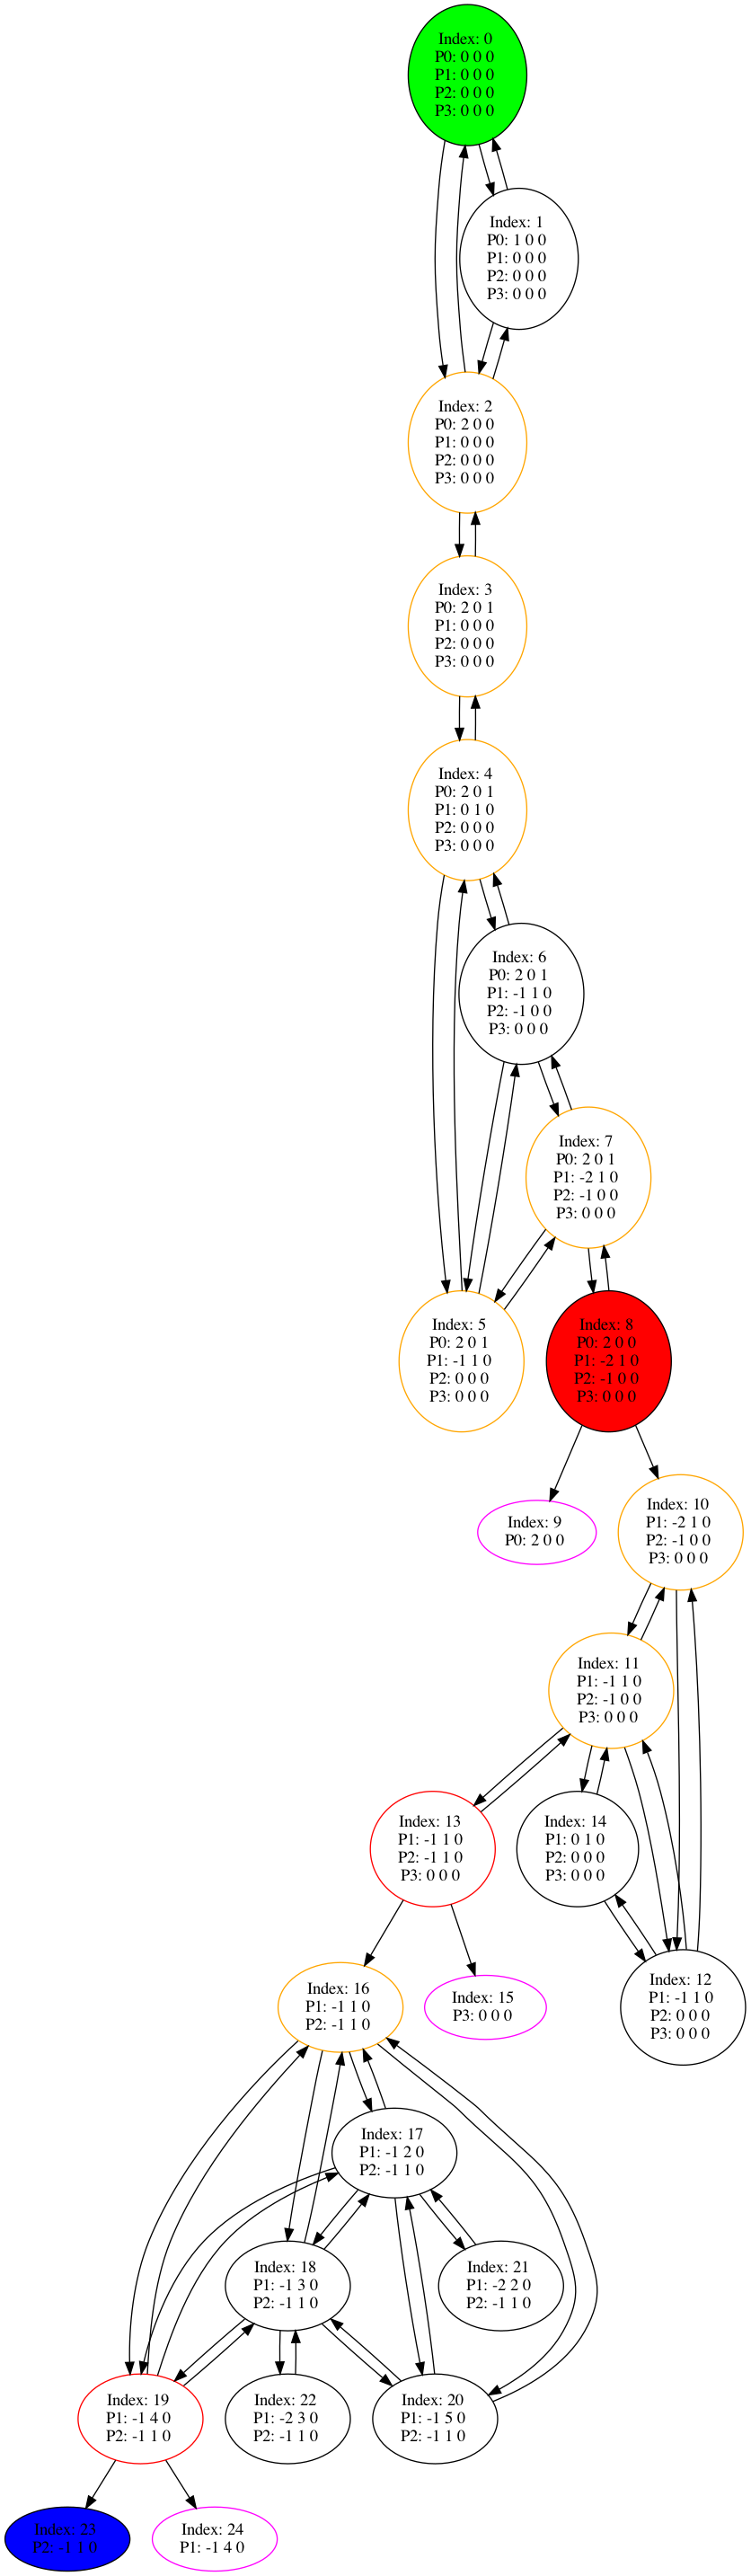 Index: 0
P0: 0 0 0
P1: 0 0 0
P2: 0 0 0
P3: 0 0 0
Index: 1
P0: 1 0 0
P1: 0 0 0
P2: 0 0 0
P3: 0 0 0
Index: 2
P0: 2 0 0
P1: 0 0 0
P2: 0 0 0
P3: 0 0 0
Index: 3
P0: 2 0 1
P1: 0 0 0
P2: 0 0 0
P3: 0 0 0
Index: 4
P0: 2 0 1
P1: 0 1 0
P2: 0 0 0
P3: 0 0 0
Index: 6
P0: 2 0 1
P1: -1 1 0
P2: -1 0 0
P3: 0 0 0
Index: 7
P0: 2 0 1
P1: -2 1 0
P2: -1 0 0
P3: 0 0 0
Index: 5
P0: 2 0 1
P1: -1 1 0
P2: 0 0 0
P3: 0 0 0
Index: 8
P0: 2 0 0
P1: -2 1 0
P2: -1 0 0
P3: 0 0 0
Index: 9
P0: 2 0 0
Index: 10
P1: -2 1 0
P2: -1 0 0
P3: 0 0 0
Index: 11
P1: -1 1 0
P2: -1 0 0
P3: 0 0 0
Index: 13
P1: -1 1 0
P2: -1 1 0
P3: 0 0 0
Index: 14
P1: 0 1 0
P2: 0 0 0
P3: 0 0 0
Index: 16
P1: -1 1 0
P2: -1 1 0
Index: 15
P3: 0 0 0
Index: 12
P1: -1 1 0
P2: 0 0 0
P3: 0 0 0
Index: 17
P1: -1 2 0
P2: -1 1 0
Index: 18
P1: -1 3 0
P2: -1 1 0
Index: 21
P1: -2 2 0
P2: -1 1 0
Index: 19
P1: -1 4 0
P2: -1 1 0
Index: 22
P1: -2 3 0
P2: -1 1 0
Index: 20
P1: -1 5 0
P2: -1 1 0
Index: 23
P2: -1 1 0
Index: 24
P1: -1 4 0